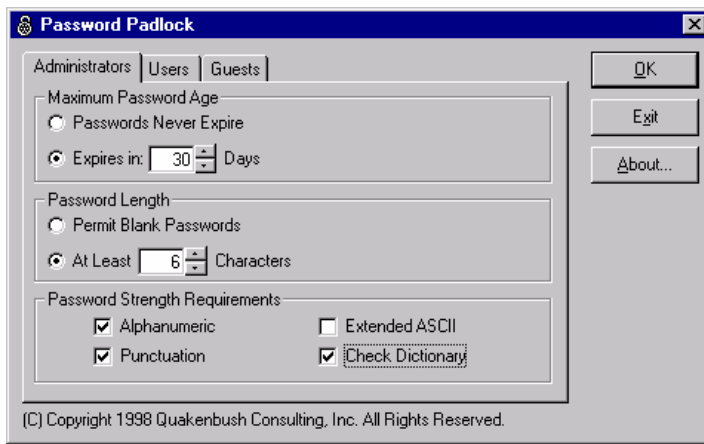 Password Padlock
Administrators Users Guests
Maximum Password Age
Passwords Never Expire
Expires in: 30 Days
Password Length
Permit Blank Passwords
At Least 6 Characters
Password Strength Requirements
Alphanumeric Extended ASCII
Punctuation Check Dictionary
OK
Exit
About...
(C) Copyright 1998 Quakenbush Consulting, Inc. All Rights Reserved.